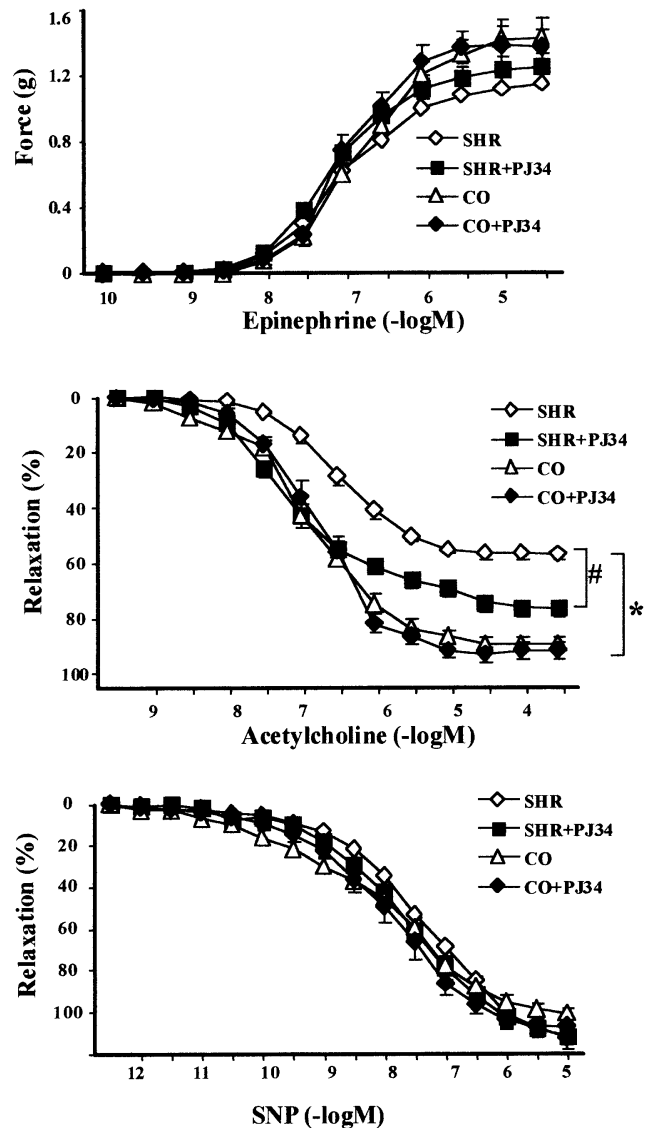 Force (g)
1.6
1.2
0.8
0.4
0
SHR
SHR+PJ34
CO
CO+PJ34
10 9 8 7 6 5
Epinephrine (-logM)
Relaxation (%)
0
20
40
60
80
100
SHR
SHR+PJ34
CO
CO+PJ34
#
*
9 8 7 6 5 4
Acetylcholine (-logM)
Relaxation (%)
0
20
40
60
80
100
SHR
SHR+PJ34
CO
CO+PJ34
12 11 10 9 8 7 6 5
SNP (-logM)